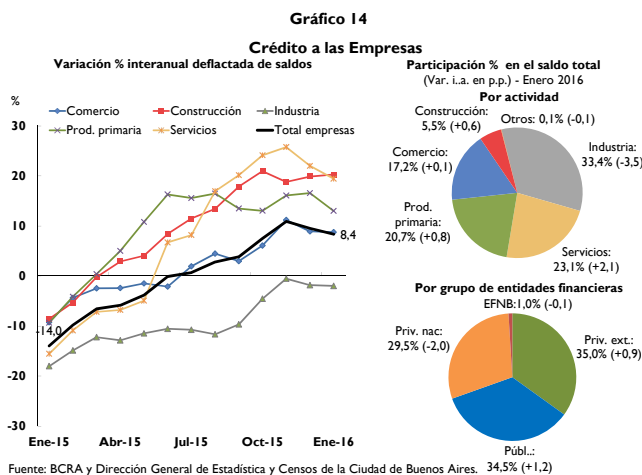 Gráfico 14
Crédito a las Empresas
Variación % interanual deflactada de saldos
%
Comercio
Construcción
Industria
Prod. primaria
Servicios
Total empresas
30
20
10
0
-10
-20
-30
8,4
-14,0
Ene-15
Abr-15
Jul-15
Oct-15
Ene-16
Participación % en el saldo total
(Var. i..a. en p.p.) - Enero 2016
Por actividad
Construcción:
5,5% (+0,6)
Otros: 0,1% (-0,1)
Industria:
33,4% (-3,5)
Comercio:
17,2% (+0,1)
Prod.
primaria:
20,7% (+0,8)
Servicios:
23,1% (+2,1)
Por grupo de entidades financieras
EFNB:1,0% (-0,1)
Priv. nac:
29,5% (-2,0)
Priv. ext.:
35,0% (+0,9)
Públ..:
34,5% (+1,2)
Fuente: BCRA y Dirección General de Estadística y Censos de la Ciudad de Buenos Aires.